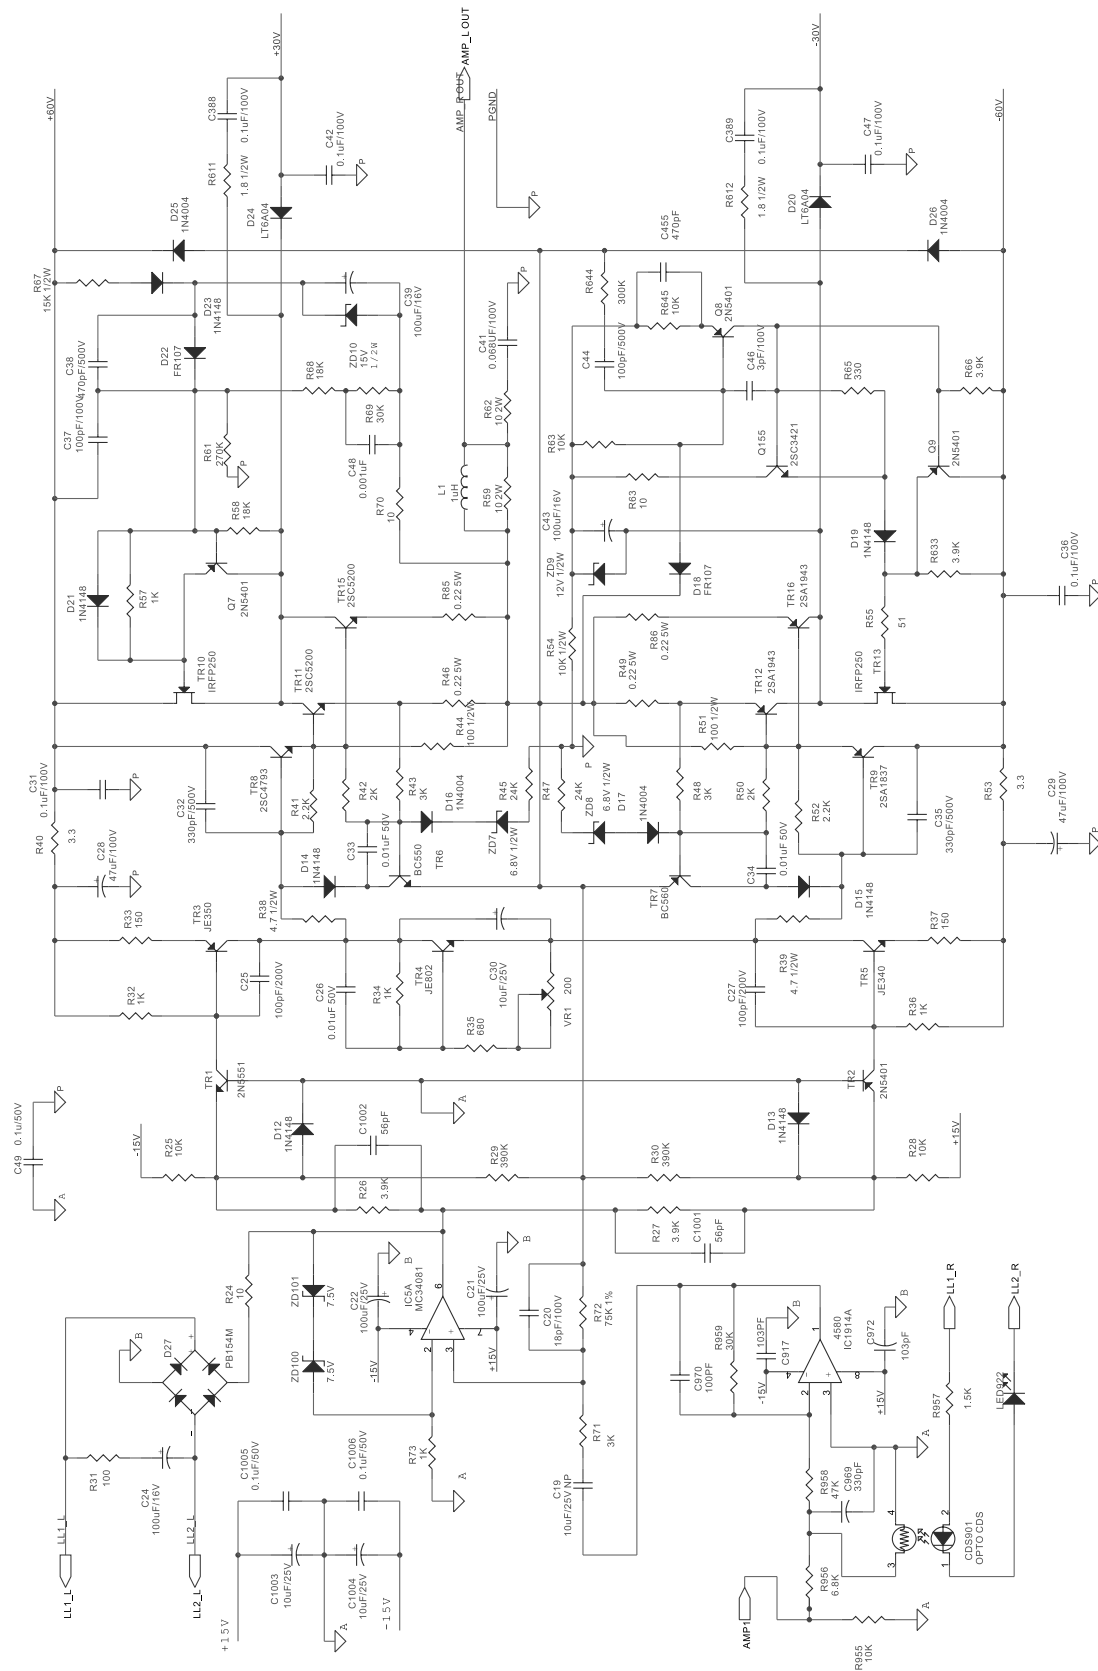 +60V
+30V
AMP_R OUT
AMP_L OUT
PGND
P
-30V
-60V
C388
0.1uF/100V
R611
1.8 1/2W
D25
1N4004
D24
LT6A04
C42
0.1uF/100V
P
R67
15K 1/2W
D23
1N4148
D22
FR107
C38
470pF/500V
C37
100pF/100V
R61
270K
P
R58
18K
R68
18K
ZD10
15V
1/2W
C39
100uF/16V
R69
30K
C48
0.001uF
R70
10
L1
1uH
R59
10 2W
R62
10 2W
C41
0.068UF/100V
P
C389
0.1uF/100V
R612
1.8 1/2W
D20
LT6A04
C47
0.1uF/100V
P
D26
1N4004
C455
470pF
R644
300K
R645
10K
Q8
2N5401
C44
100pF/500V
C46
3pF/100V
R65
330
R66
3.9K
R63
10K
R63
10
Q155
2SC3421
Q9
2N5401
C43
100uF/16V
ZD9
12V 1/2W
D18
FR107
D19
1N4148
R633
3.9K
C36
0.1uF/100V
P
D21
1N4148
R57
1K
Q7
2N5401
TR15
2SC5200
R85
0.22 5W
TR10
IRFP250
TR11
2SC5200
R46
0.22 5W
R44
100 1/2W
R54
10K 1/2W
R86
0.22 5W
R49
0.22 5W
TR16
2SA1943
TR12
2SA1943
R55
51
TR13
IRFP250
R51
100 1/2W
C31
0.1uF/100V
P
R40
3.3
C28
47uF/100V
P
C32
330pF/500V
TR8
2SC4793
R41
2.2K
R42
2K
R43
3K
D16
1N4004
R45
24K
ZD7
6.8V 1/2W
R47
24K
P
ZD8
6.8V 1/2W
D17
1N4004
R48
3K
R50
2K
R52
2.2K
TR9
2SA1837
C35
330pF/500V
R53
3.3
C29
47uF/100V
P
D14
1N4148
C33
0.01uF 50V
BC550
TR6
TR7
BC560
C34
0.01uF 50V
D15
1N4148
R38
4.7 1/2W
R33
150
TR3
JE350
R32
1K
C25
100pF/200V
C26
0.01uF 50V
R34
1K
TR4
JE802
C30
10uF/25V
R35
680
VR1
200
C27
100pF/200V
R39
4.7 1/2W
TR5
JE340
R37
150
R36
1K
TR1
2N5551
TR2
2N5401
C49
0.1u/50V
P
A
-15V
R25
10K
D12
1N4148
A
C1002
56pF
R26
3.9K
R29
390K
R30
390K
D13
1N4148
R28
10K
+15V
R27
3.9K
C1001
56pF
R24
10
ZD101
7.5V
ZD100
7.5V
C22
100uF/25V
B
-15V
IC5A
MC34081
2
3
4
6
7
C21
100uF/25V
B
+15V
C20
18pF/100V
R72
75K 1%
R71
3K
C19
10uF/25V NP
R73
1K
A
B
D27
PB154M
+
-
R31
100
C24
100uF/16V
LL1_L
LL1_L
LL2_L
LL2_L
C1005
0.1uF/50V
C1006
0.1uF/50V
C1003
10uF/25V
C1004
10uF/25V
+15V
-15V
A
C970
100PF
R959
30K
103PF
C917
B
-15V
4580
IC1914A
1
2
3
4
8
C972
103pF
B
+15V
R958
47K
C969
330pF
A
R957
1.5K
LED922
LL1_R
LL2_R
CDS901
OPTO CDS
1
2
3
4
R956
6.8K
AMP1
R955
10K
A